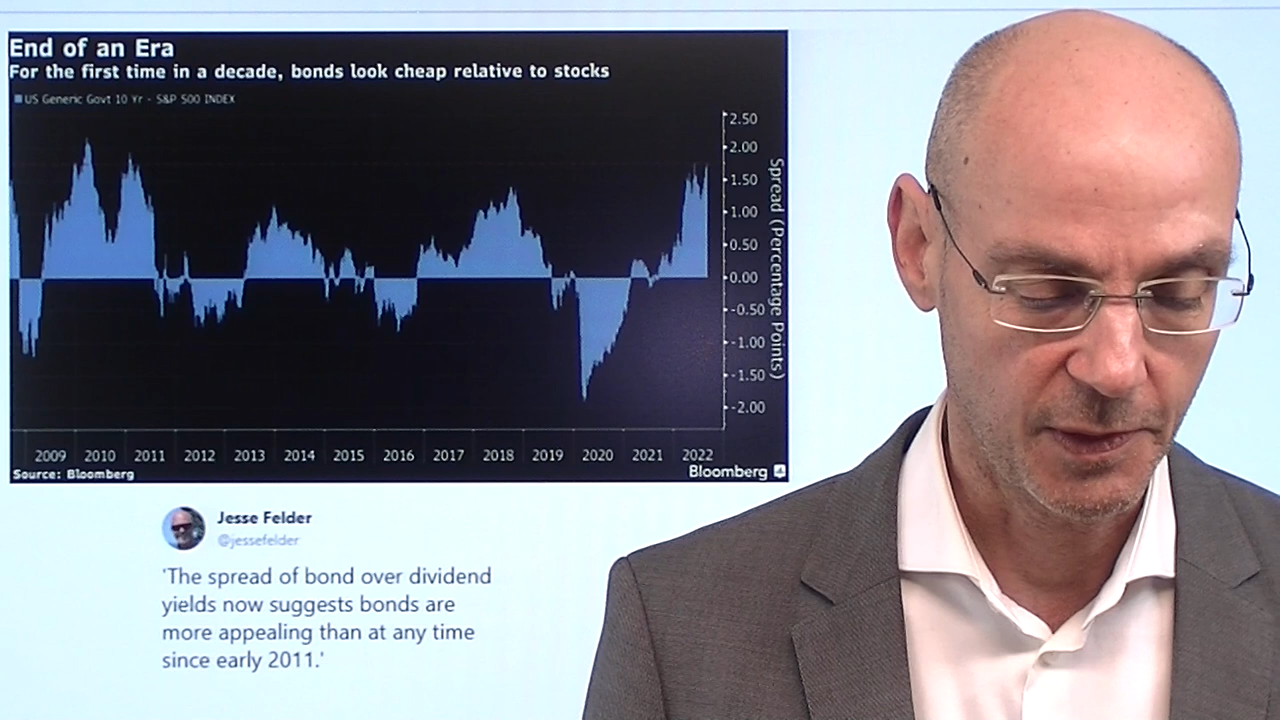 End of an Era
For the first time in a decade, bonds look cheap relative to stocks
US Generic Govt 10 Yr - S&P 500 INDEX
2.50
2.00
1.50
1.00
0.50
0.00
-0.50
-1.00
-1.50
-2.00
Spread (Percentage Points)
2009 2010 2011 2012 2013 2014 2015 2016 2017 2018 2019 2020 2021 2022
Source: Bloomberg
Bloomberg
Jesse Felder
@jessefelder
'The spread of bond over dividend
yields now suggests bonds are
more appealing than at any time
since early 2011.'